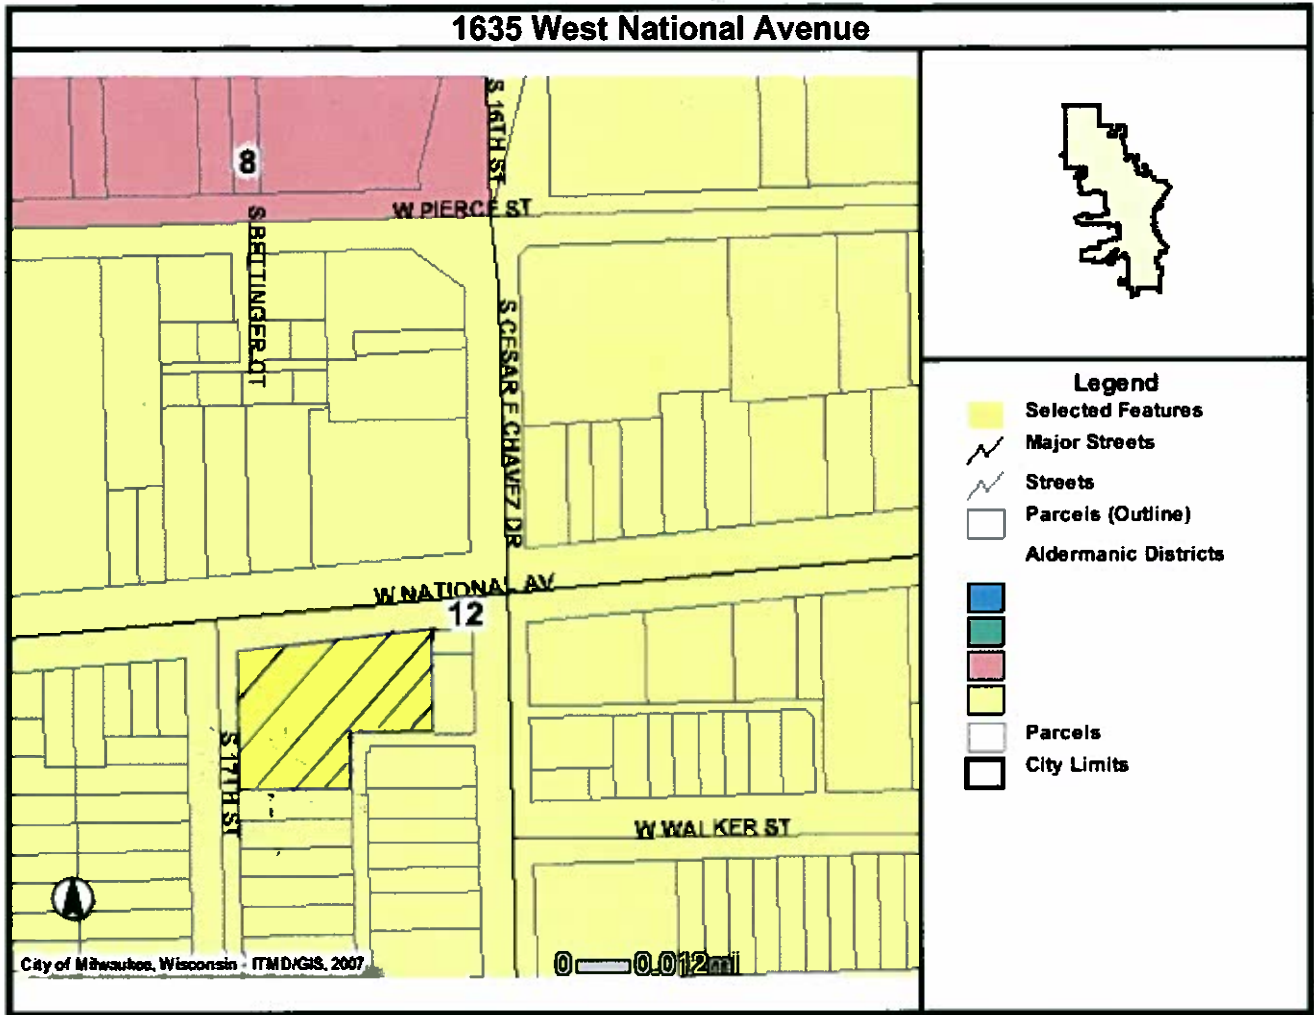 1635 West National Avenue
S 16TH ST
8
W PIERCE ST
S BETTINGER CT
S CESAR E CHAVEZ DR
W NATIONAL AV
12
S 17TH ST
W WALKER ST
City of Milwaukee, Wisconsin - ITMD/GIS, 2007
0 0.012mi
Legend
Selected Features
Major Streets
Streets
Parcels (Outline)
Aldermanic Districts
Parcels
City Limits